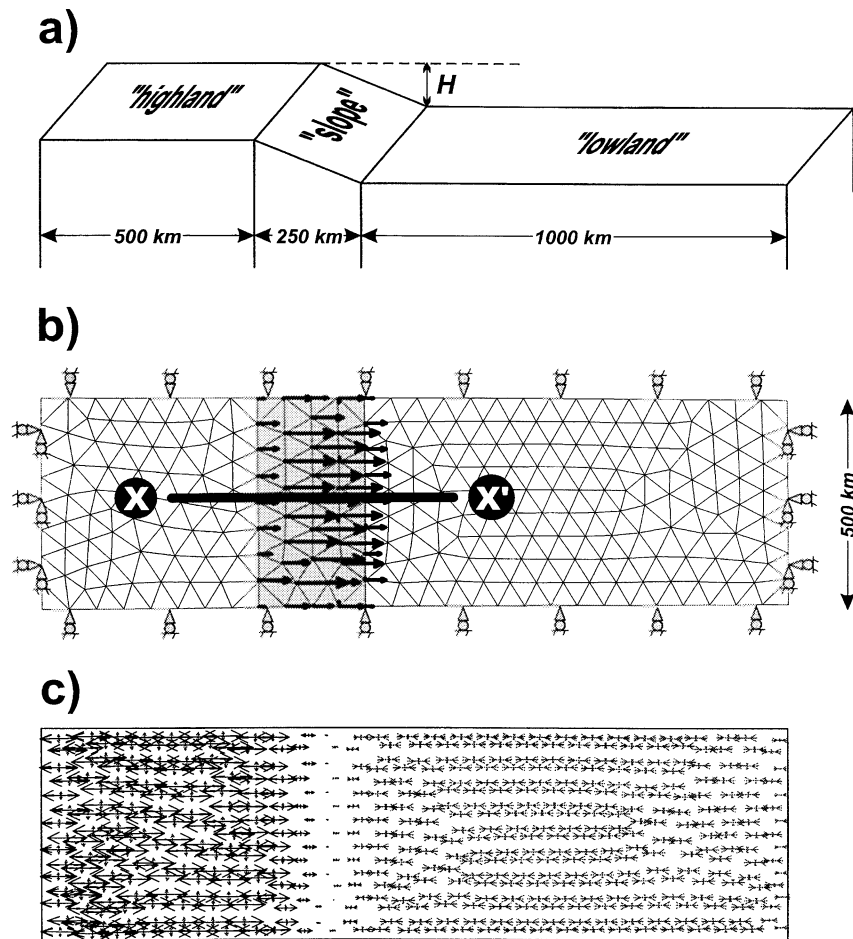 a)
H
"highland"
"slope"
"lowland"
500 km
250 km
1000 km
b)
X
X'
500 km
c)